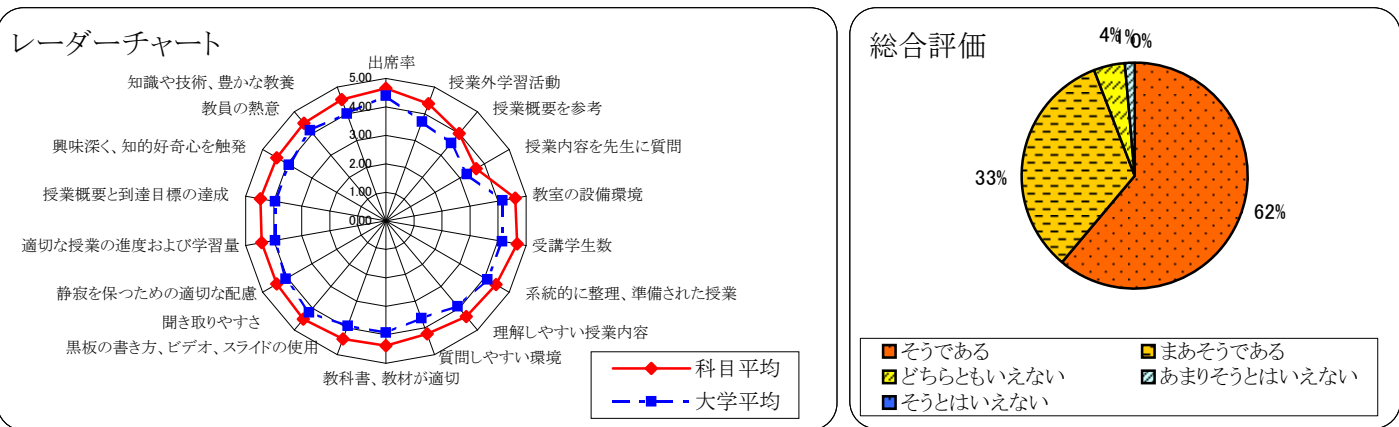 レーダーチャート
出席率
授業外学習活動
授業概要を参考
授業内容を先生に質問
教室の設備環境
受講学生数
系統的に整理、準備された授業
理解しやすい授業内容
質問しやすい環境
教科書、教材が適切
黒板の書き方、ビデオ、スライドの使用
聞き取りやすさ
静寂を保つための適切な配慮
適切な授業の進度および学習量
授業概要と到達目標の達成
興味深く、知的好奇心を触発
教員の熱意
知識や技術、豊かな教養
5.00
4.00
3.00
2.00
1.00
0.00
科目平均
大学平均
総合評価
4%
1%
0%
33%
62%
そうである
まあそうである
どちらともいえない
あまりそうとはいえない
そうとはいえない